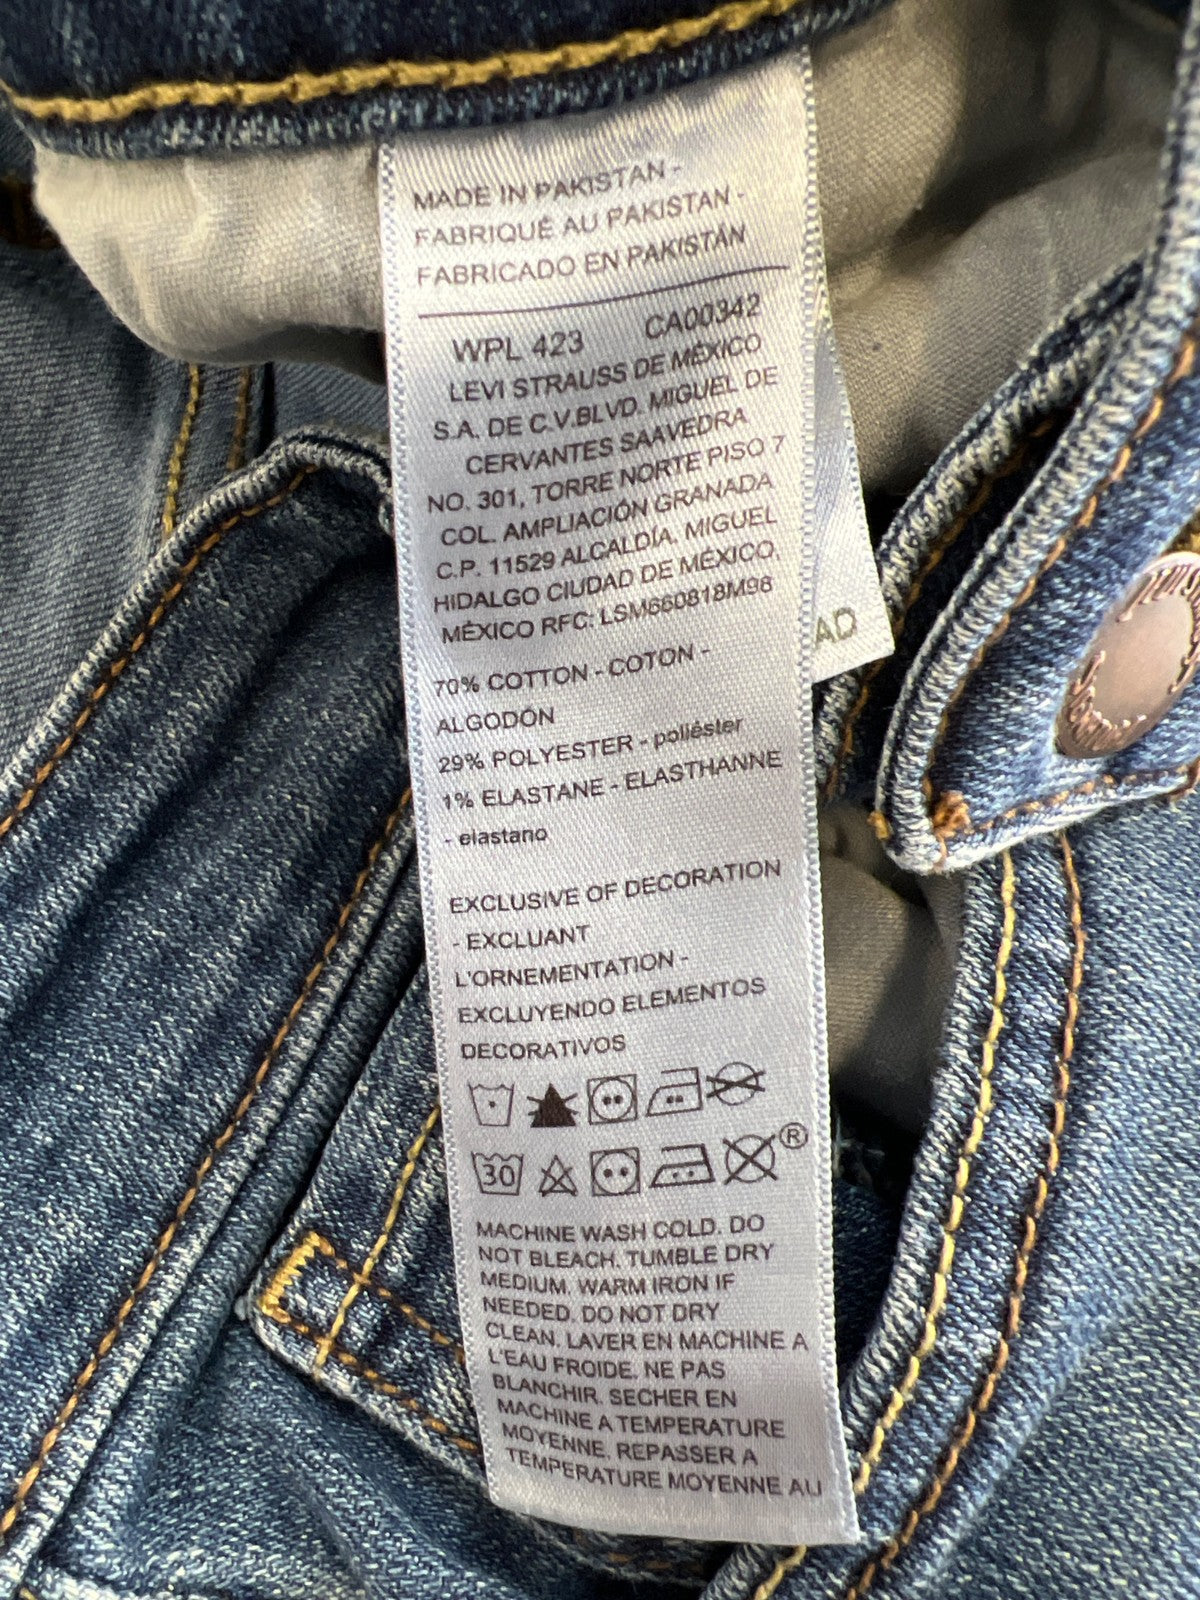 MADE IN PAKISTAN -
FABRIQUÉ AU PAKISTAN -
FABRICADO EN PAKISTÁN
WPL 423 CA00342
LEVI STRAUSS DE MÉXICO
S.A. DE C.V.BLVD. MIGUEL DE
CERVANTES SAAVEDRA
NO. 301, TORRE NORTE PISO 7
COL. AMPLIACIÓN GRANADA
C.P. 11529 ALCALDÍA. MIGUEL
HIDALGO CIUDAD DE MÉXICO,
MÉXICO RFC: LSM660818M98
70% COTTON - COTON -
ALGODÓN
29% POLYESTER - poliéster
1% ELASTANE - ELASTHANNE
- elastano
EXCLUSIVE OF DECORATION
- EXCLUANT
L'ORNEMENTATION -
EXCLUYENDO ELEMENTOS
DECORATIVOS
30 ®
MACHINE WASH COLD. DO
NOT BLEACH. TUMBLE DRY
MEDIUM. WARM IRON IF
NEEDED. DO NOT DRY
CLEAN. LAVER EN MACHINE A
L'EAU FROIDE. NE PAS
BLANCHIR. SECHER EN
MACHINE A TEMPERATURE
MOYENNE. REPASSER A
TEMPERATURE MOYENNE AU
AD